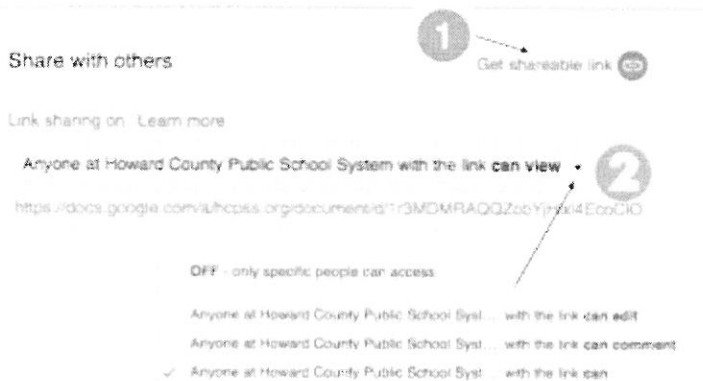 1
Share with others
Get shareable link
Link sharing on Learn more
Anyone at Howard County Public School System with the link can view
2
OFF - only specific people can access
Anyone at Howard County Public School Syst... with the link can edit
Anyone at Howard County Public School Syst... with the link can comment
✓ Anyone at Howard County Public School Syst... with the link can